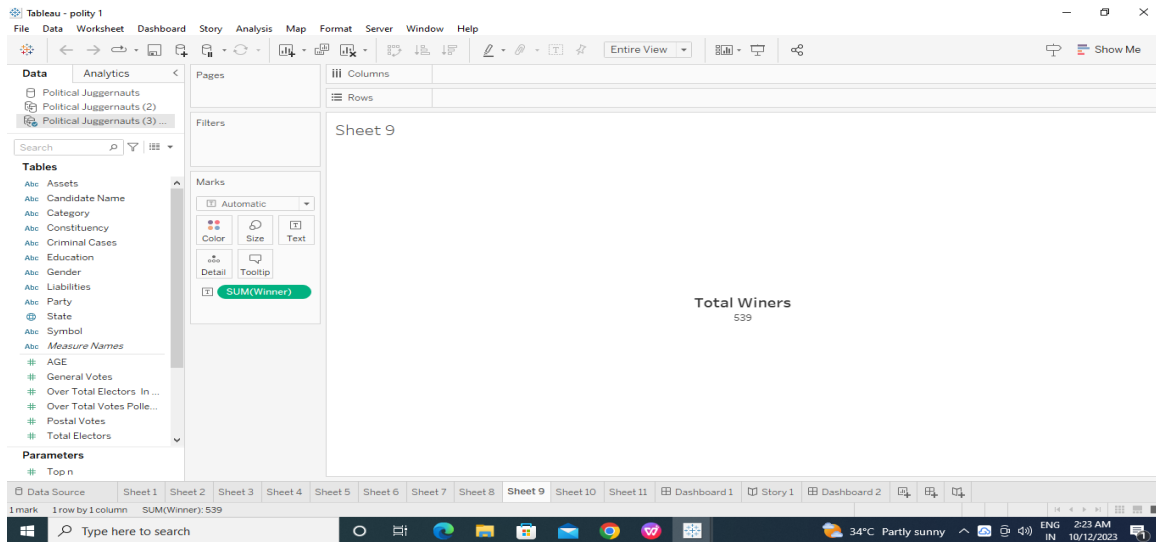 Tableau - polity 1
File Data Worksheet Dashboard Story Analysis Map Format Server Window Help
Entire View
Show Me
Data Analytics
Political Juggernauts
Political Juggernauts (2)
Political Juggernauts (3) ...
Search
Tables
Abc Assets
Abc Candidate Name
Abc Category
Abc Constituency
Abc Criminal Cases
Abc Education
Abc Gender
Abc Liabilities
Abc Party
State
Abc Symbol
Abc Measure Names
# AGE
# General Votes
# Over Total Electors In ...
# Over Total Votes Polle...
# Postal Votes
# Total Electors
Parameters
# Top n
Pages
Filters
Marks
Automatic
Color Size Text
Detail Tooltip
SUM(Winner)
Columns
Rows
Sheet 9
Total Winers
539
Data Source Sheet 1 Sheet 2 Sheet 3 Sheet 4 Sheet 5 Sheet 6 Sheet 7 Sheet 8 Sheet 9 Sheet 10 Sheet 11 Dashboard 1 Story 1 Dashboard 2
1 mark 1 row by 1 column SUM(Winner): 539
Type here to search
34°C Partly sunny
ENG
IN
2:23 AM
10/12/2023